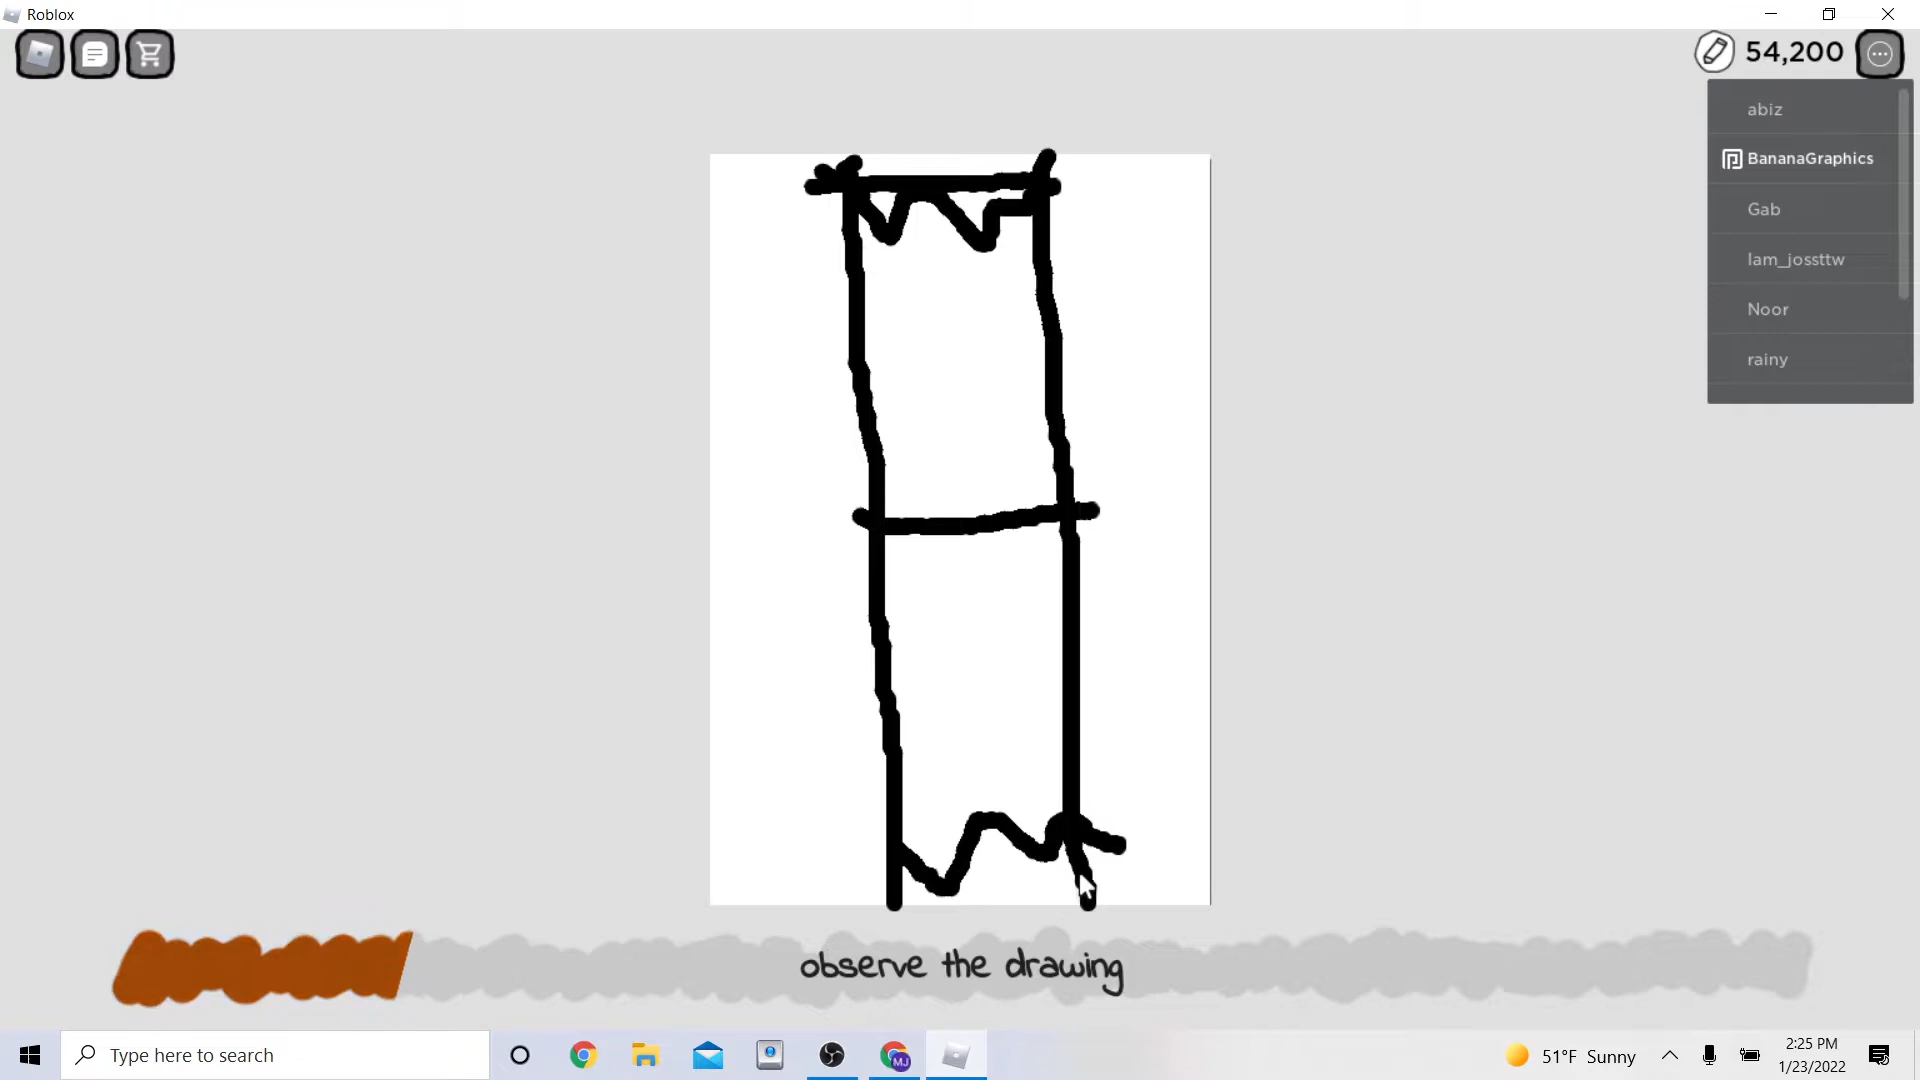 Roblox
54,200
abiz
BananaGraphics
Gab
Iam_jossttw
Noor
rainy
observe the drawing
Type here to search
MJ
51°F Sunny
2:25 PM
1/23/2022